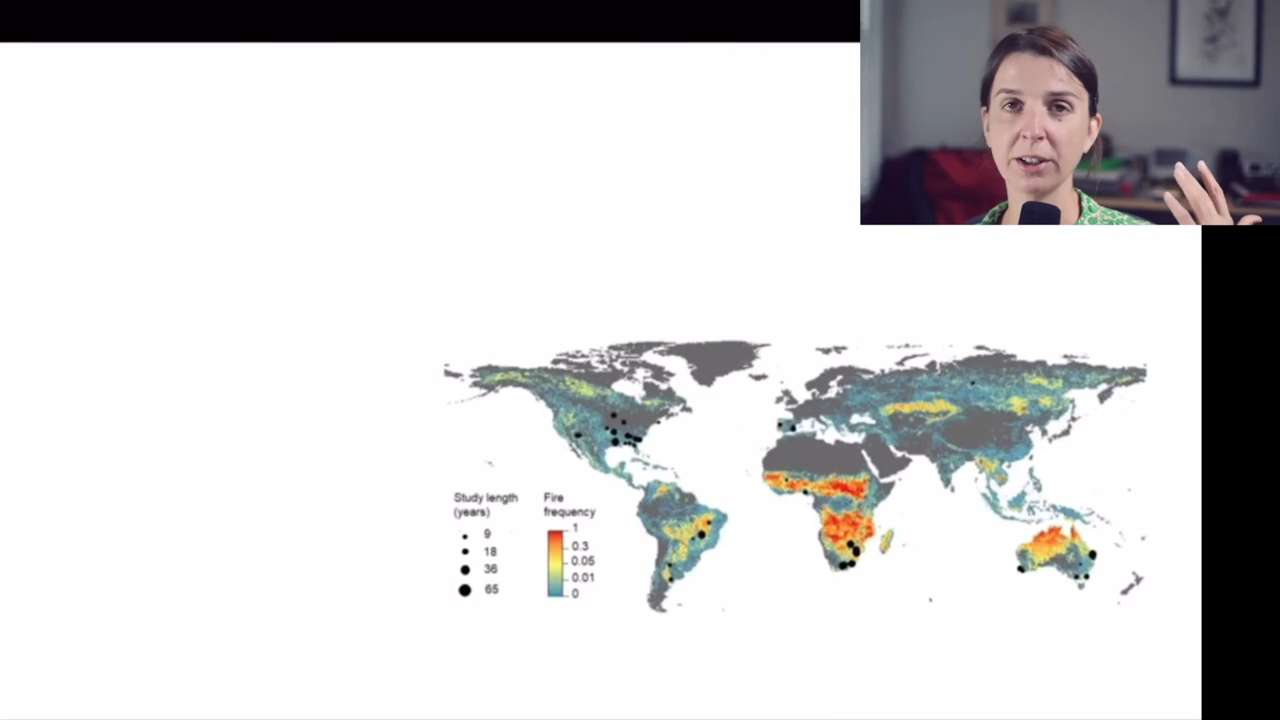 Study length
(years)
9
18
36
65
Fire
frequency
1
0.3
0.05
0.01
0